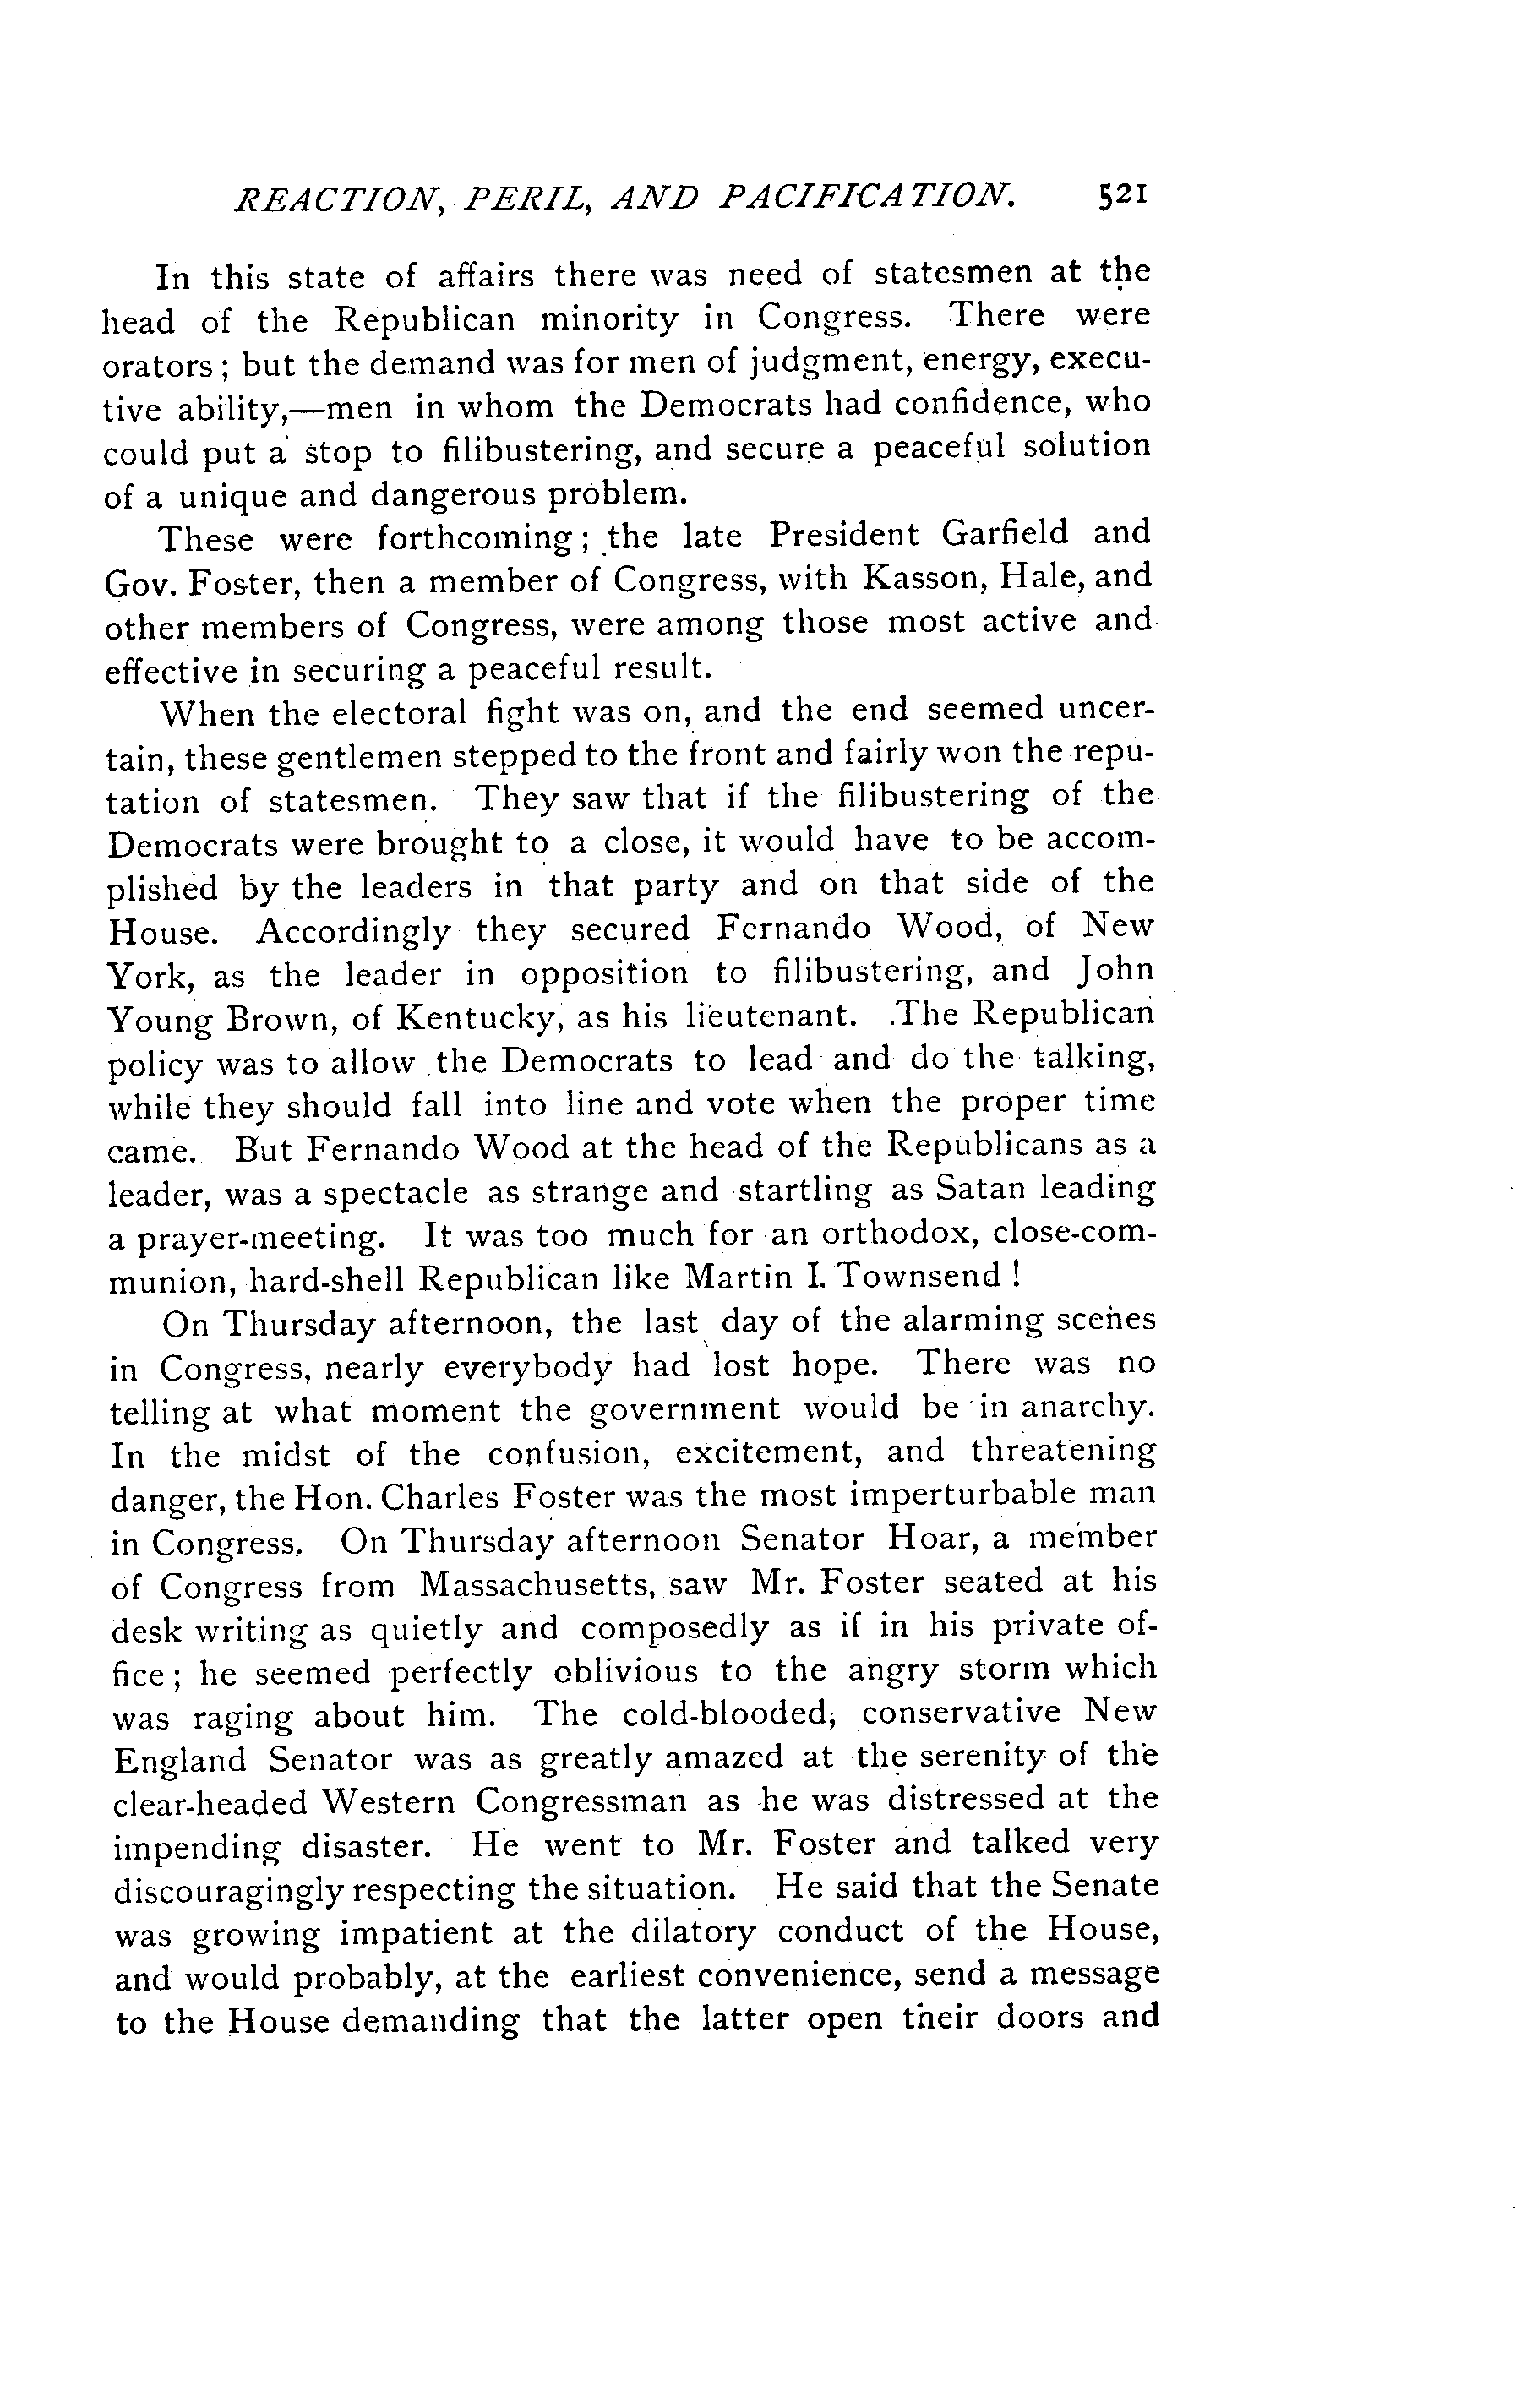 REACTION, PERIL, AND PACIFICATION. 521
In this state of affairs there was need of statesmen at the
head of the Republican minority in Congress. There were
orators; but the demand was for men of judgment, energy, execu-
tive ability,—men in whom the Democrats had confidence, who
could put a stop to filibustering, and secure a peaceful solution
of a unique and dangerous problem.
These were forthcoming; the late President Garfield and
Gov. Foster, then a member of Congress, with Kasson, Hale, and
other members of Congress, were among those most active and
effective in securing a peaceful result.
When the electoral fight was on, and the end seemed uncer-
tain, these gentlemen stepped to the front and fairly won the repu-
tation of statesmen. They saw that if the filibustering of the
Democrats were brought to a close, it would have to be accom-
plished by the leaders in that party and on that side of the
House. Accordingly they secured Fernando Wood, of New
York, as the leader in opposition to filibustering, and John
Young Brown, of Kentucky, as his lieutenant. The Republican
policy was to allow the Democrats to lead and do the talking,
while they should fall into line and vote when the proper time
came. But Fernando Wood at the head of the Republicans as a
leader, was a spectacle as strange and startling as Satan leading
a prayer-meeting. It was too much for an orthodox, close-com-
munion, hard-shell Republican like Martin I. Townsend!
On Thursday afternoon, the last day of the alarming scenes
in Congress, nearly everybody had lost hope. There was no
telling at what moment the government would be in anarchy.
In the midst of the confusion, excitement, and threatening
danger, the Hon. Charles Foster was the most imperturbable man
in Congress. On Thursday afternoon Senator Hoar, a member
of Congress from Massachusetts, saw Mr. Foster seated at his
desk writing as quietly and composedly as if in his private of-
fice; he seemed perfectly oblivious to the angry storm which
was raging about him. The cold-blooded, conservative New
England Senator was as greatly amazed at the serenity of the
clear-headed Western Congressman as he was distressed at the
impending disaster. He went to Mr. Foster and talked very
discouragingly respecting the situation. He said that the Senate
was growing impatient at the dilatory conduct of the House,
and would probably, at the earliest convenience, send a message
to the House demanding that the latter open their doors and